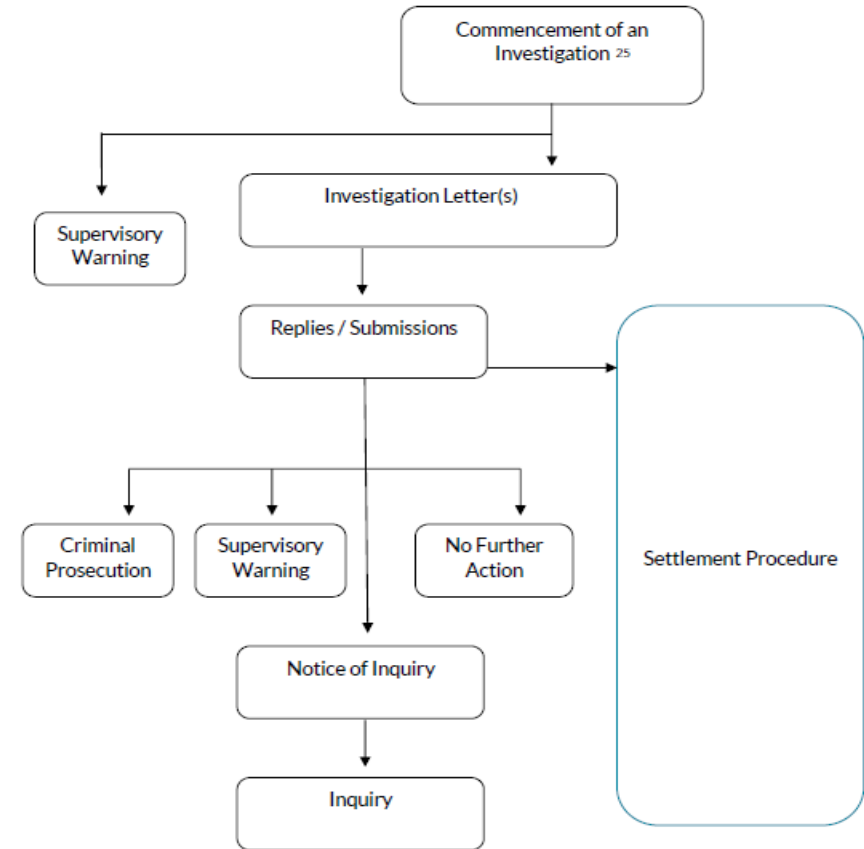 Commencement of an
Investigation 25
Investigation Letter(s)
Supervisory
Warning
Replies / Submissions
Criminal
Prosecution
Supervisory
Warning
No Further
Action
Settlement Procedure
Notice of Inquiry
Inquiry